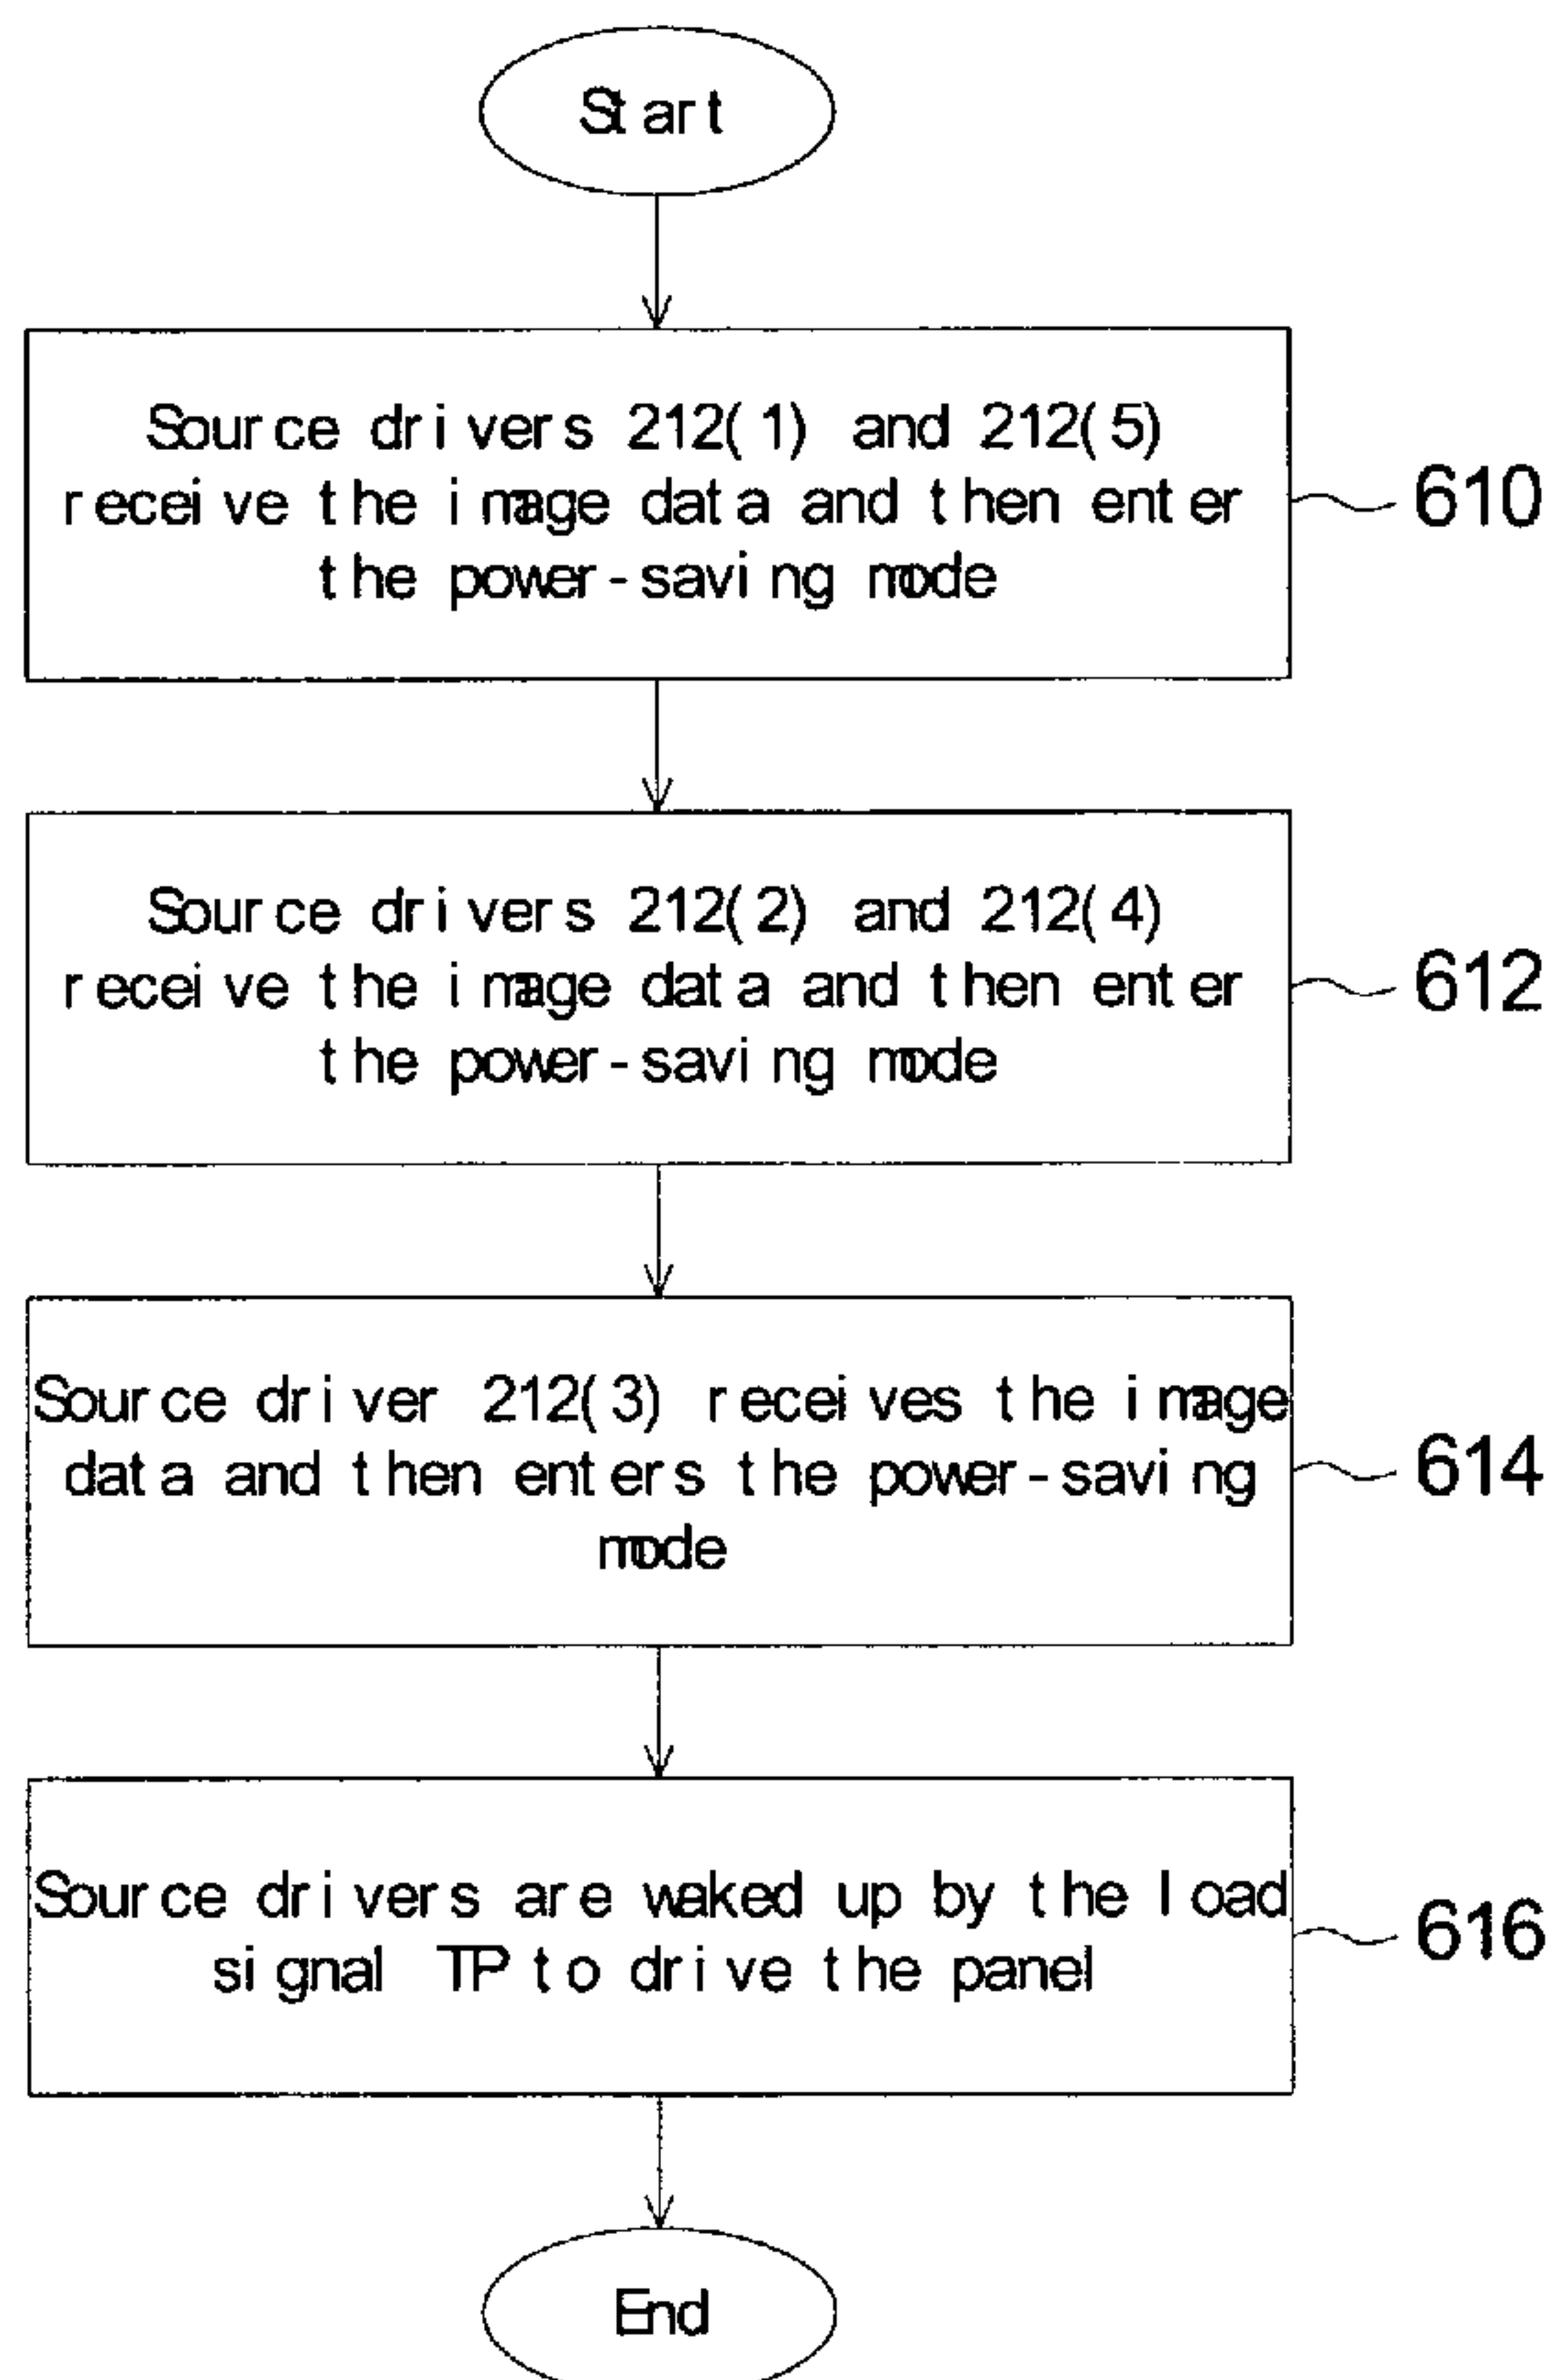 Start
Source drivers 212(1) and 212(5)
receive the image data and then enter
the power-saving mode
610
Source drivers 212(2) and 212(4)
receive the image data and then enter
the power-saving mode
612
Source driver 212(3) receives the image
data and then enters the power-saving
mode
614
Source drivers are waked up by the load
signal TP to drive the panel
616
End